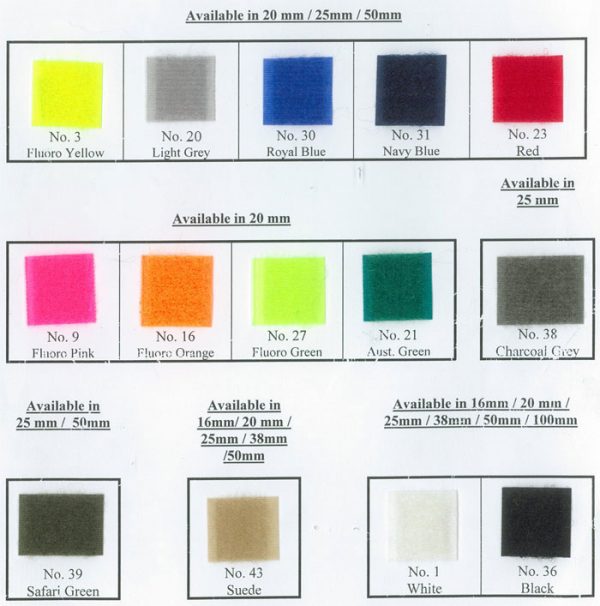 Available in 20 mm / 25mm / 50mm
No. 3
Fluoro Yellow
No. 20
Light Grey
No. 30
Royal Blue
No. 31
Navy Blue
No. 23
Red
Available in
25 mm
Available in 20 mm
No. 9
Fluoro Pink
No. 16
Fluoro Orange
No. 27
Fluoro Green
No. 21
Aust. Green
No. 38
Charcoal Grey
Available in
25 mm / 50mm
Available in
16mm/ 20 mm /
25mm / 38mm
/50mm
Available in 16mm / 20 mm /
25mm / 38mm / 50mm / 100mm
No. 39
Safari Green
No. 43
Suede
No. 1
White
No. 36
Black